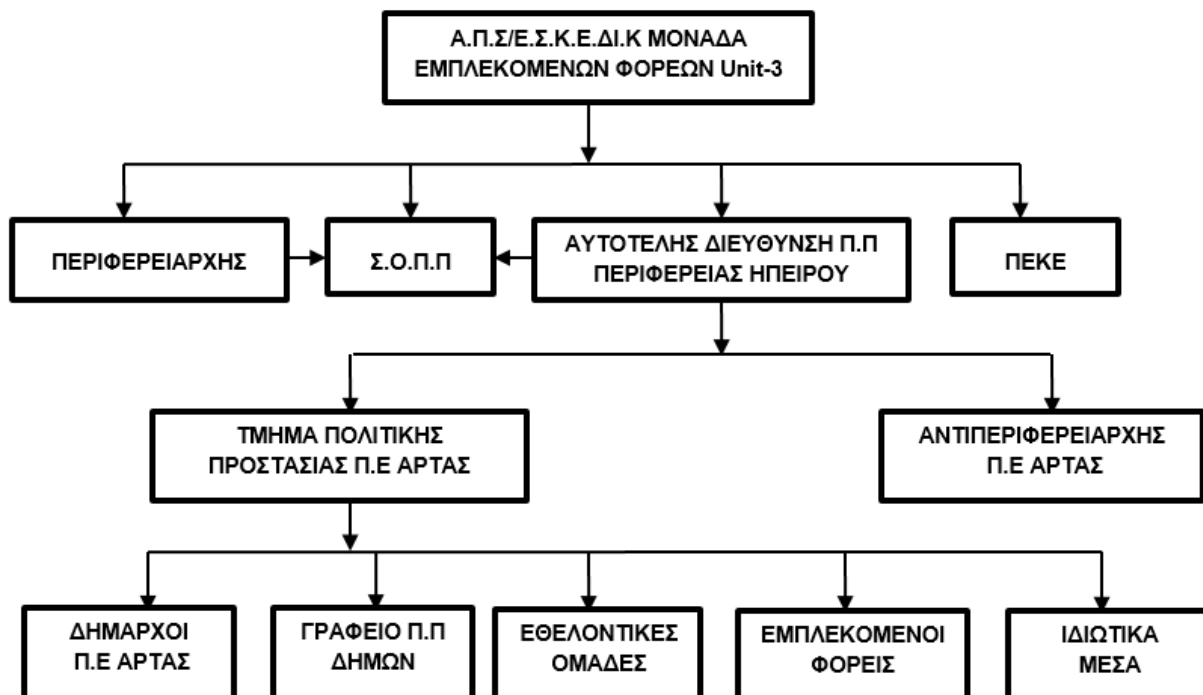 Α.Π.Σ/Ε.Σ.Κ.Ε.ΔΙ.Κ ΜΟΝΑΔΑ
ΕΜΠΛΕΚΟΜΕΝΩΝ ΦΟΡΕΩΝ Unit-3
ΠΕΡΙΦΕΡΕΙΑΡΧΗΣ
Σ.Ο.Π.Π
ΑΥΤΟΤΕΛΗΣ ΔΙΕΥΘΥΝΣΗ Π.Π
ΠΕΡΙΦΕΡΕΙΑΣ ΗΠΕΙΡΟΥ
ΠΕΚΕ
ΤΜΗΜΑ ΠΟΛΙΤΙΚΗΣ
ΠΡΟΣΤΑΣΙΑΣ Π.Ε ΑΡΤΑΣ
ΑΝΤΙΠΕΡΙΦΕΡΕΙΑΡΧΗΣ
Π.Ε ΑΡΤΑΣ
ΔΗΜΑΡΧΟΙ
Π.Ε ΑΡΤΑΣ
ΓΡΑΦΕΙΟ Π.Π
ΔΗΜΩΝ
ΕΘΕΛΟΝΤΙΚΕΣ
ΟΜΑΔΕΣ
ΕΜΠΛΕΚΟΜΕΝΟΙ
ΦΟΡΕΙΣ
ΙΔΙΩΤΙΚΑ
ΜΕΣΑ